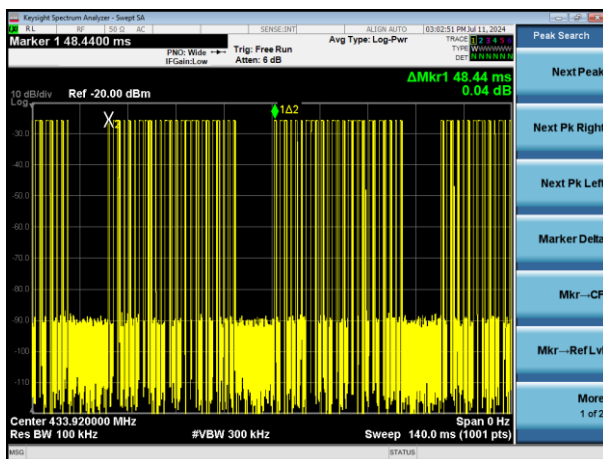 Keysight Spectrum Analyzer - Swept SA
RL RF 50 Ω AC SENSE:INT ALIGN AUTO 03:02:51 PM Jul 11, 2024
Marker 1 48.4400 ms
PNO: Wide
IFGain:Low
Trig: Free Run
Atten: 6 dB
Avg Type: Log-Pwr
TRACE 1 2 3 4 5 6
TYPE WWWWWW
DET NNNNNN
Peak Search
ΔMkr1 48.44 ms
0.04 dB
10 dB/div
Log
Ref -20.00 dBm
1Δ2
X2
-30.0
-40.0
-50.0
-60.0
-70.0
-80.0
-90.0
-100
-110
Center 433.920000 MHz
Span 0 Hz
Res BW 100 kHz
#VBW 300 kHz
Sweep 140.0 ms (1001 pts)
MSG
STATUS
Next Peak
Next Pk Right
Next Pk Left
Marker Delta
Mkr→CF
Mkr→Ref Lvl
More
1 of 2